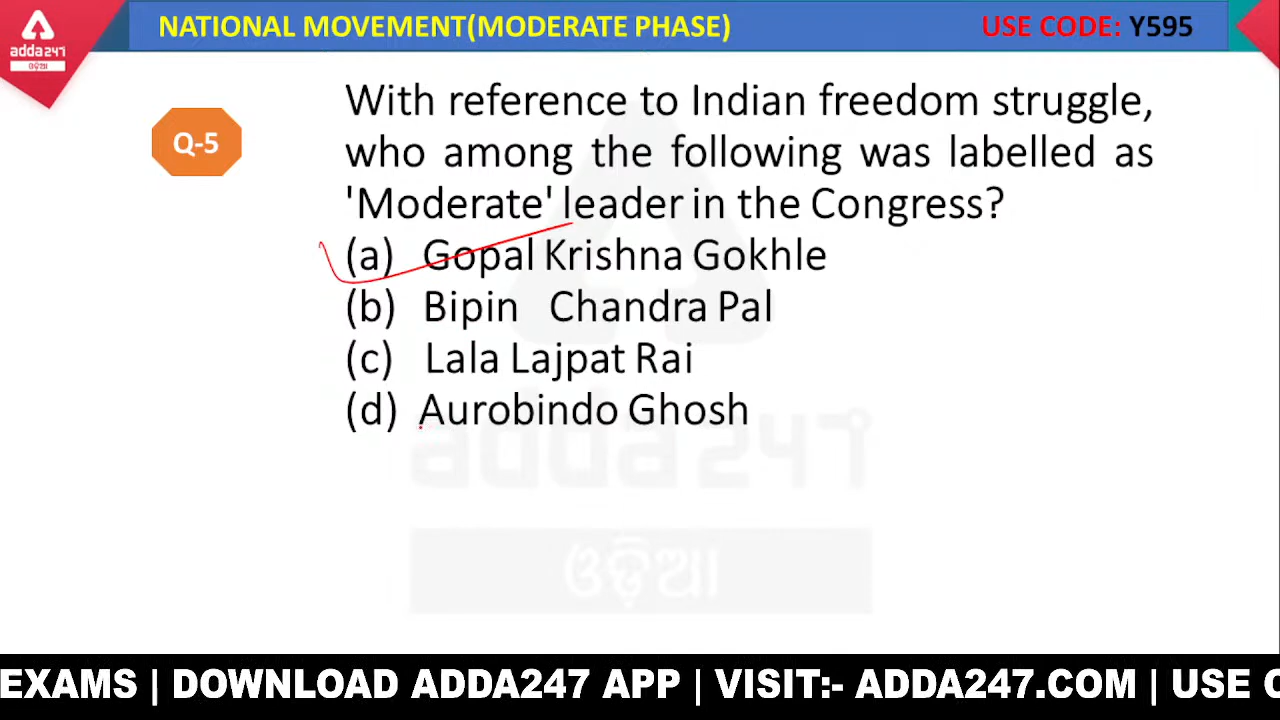 NATIONAL MOVEMENT(MODERATE PHASE)
USE CODE: Y595
adda247
ଓଡ଼ିଆ
Q-5
With reference to Indian freedom struggle,
who among the following was labelled as
'Moderate' leader in the Congress?
(a) Gopal Krishna Gokhle
(b) Bipin Chandra Pal
(c) Lala Lajpat Rai
(d) Aurobindo Ghosh
adda247
ଓଡ଼ିଆ
EXAMS | DOWNLOAD ADDA247 APP | VISIT:- ADDA247.COM | USE C